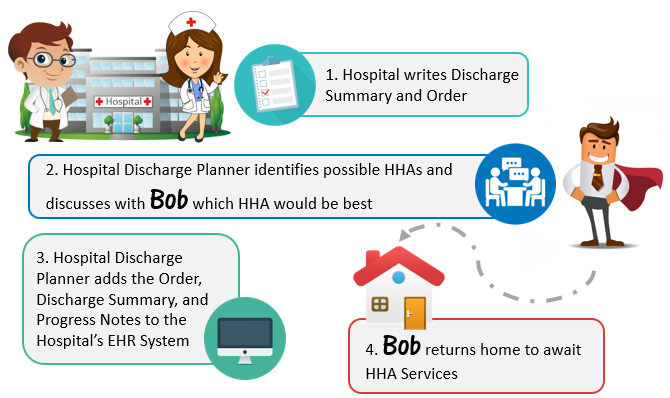 Hospital
1. Hospital writes Discharge
Summary and Order
2. Hospital Discharge Planner identifies possible HHAs and
discusses with Bob which HHA would be best
3. Hospital Discharge
Planner adds the Order,
Discharge Summary, and
Progress Notes to the
Hospital's EHR System
4. Bob returns home to await
HHA Services